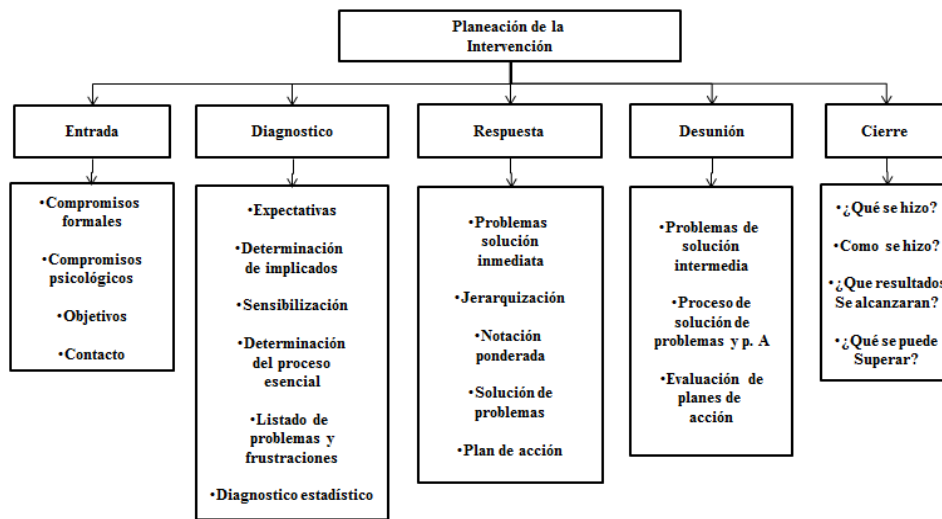 Planeación de la
Intervención
Entrada
Diagnostico
Respuesta
Desunión
Cierre
•Compromisos
formales
•Compromisos
psicológicos
•Objetivos
•Contacto
•Expectativas
•Determinación
de implicados
•Sensibilización
•Determinación
del proceso
esencial
•Listado de
problemas y
frustraciones
•Diagnostico estadístico
•Problemas
solución
inmediata
•Jerarquización
•Notación
ponderada
•Solución de
problemas
•Plan de acción
•Problemas de
solución
intermedia
•Proceso de
solución de
problemas y p. A
•Evaluación de
planes de
acción
•¿Qué se hizo?
•Como se hizo?
•¿Que resultados
Se alcanzaran?
•¿Qué se puede
Superar?